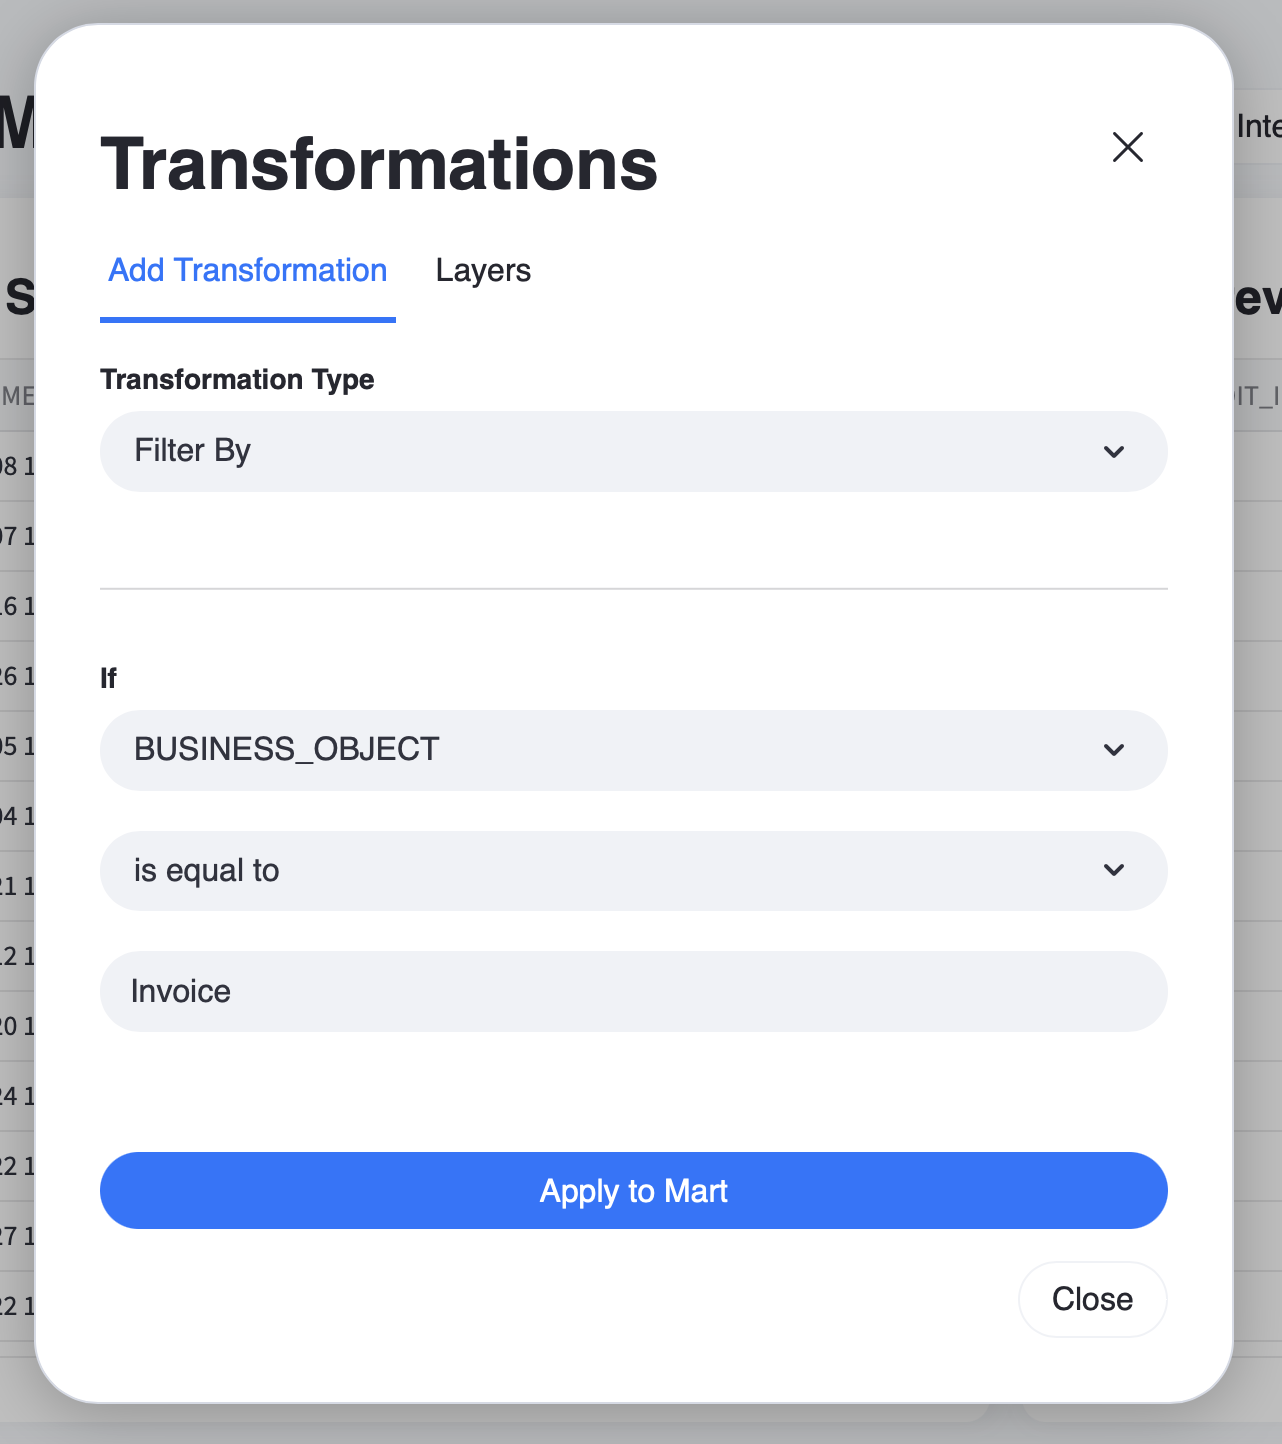 Transformations
Add Transformation Layers
Transformation Type
Filter By
If
BUSINESS_OBJECT
is equal to
Invoice
Apply to Mart
Close